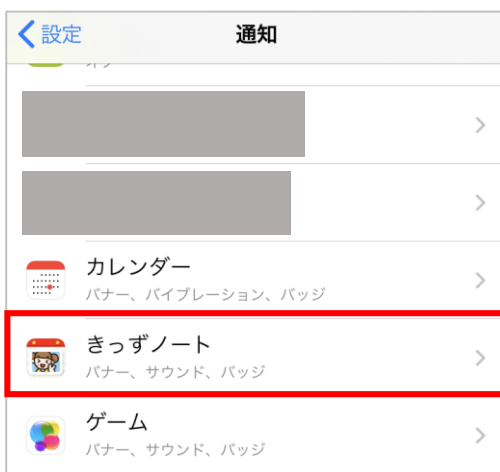 設定
通知
カレンダー
バナー、バイブレーション、バッジ
きっずノート
バナー、サウンド、バッジ
ゲーム
バナー、サウンド、バッジ